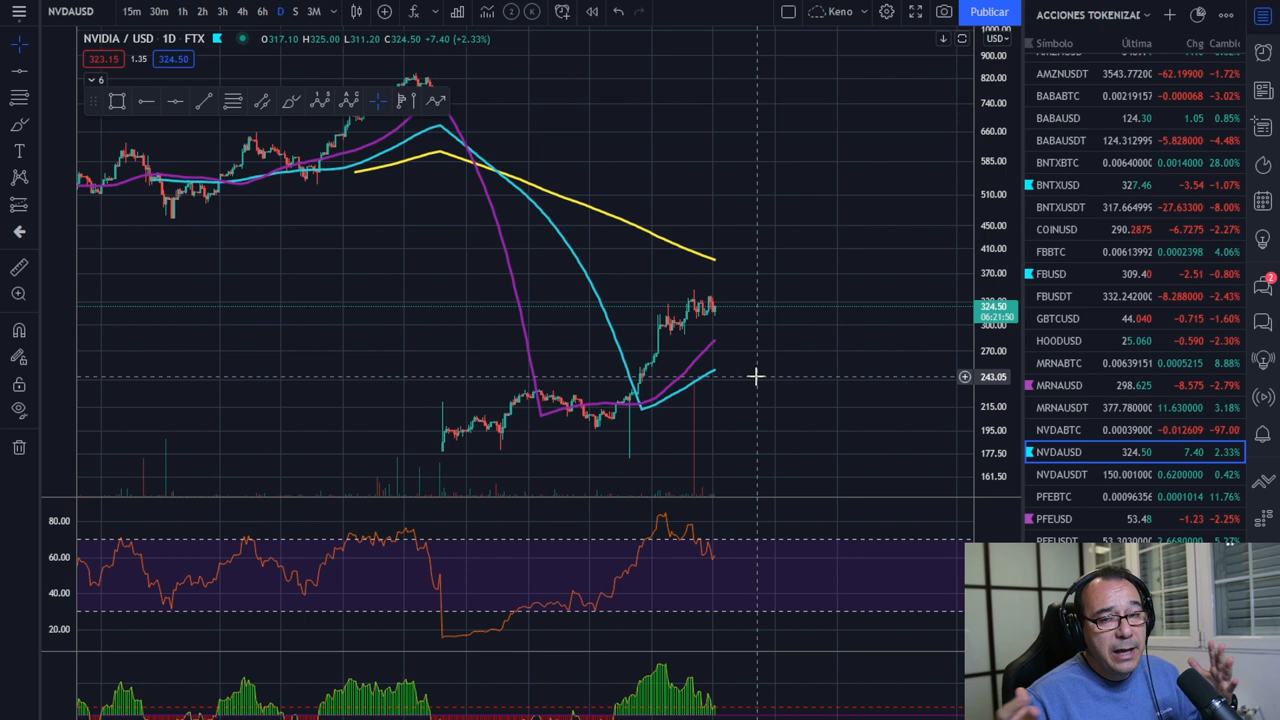 NVDAUSD 15m 30m 1h 2h 3h 4h 6h D S 3M 2 K Keno Publicar
NVIDIA / USD · 1D · FTX O317.10 H325.00 L311.20 C324.50 +7.40 (+2.33%)
323.15 1.35 324.50
6
USD
900.00
820.00
740.00
660.00
585.00
510.00
450.00
410.00
370.00
324.50
06:21:50
300.00
270.00
243.05
215.00
195.00
177.50
161.50
80.00
60.00
40.00
20.00
ACCIONES TOKENIZAD
Símbolo Última Chg Cambi
AMZNUSDT 3543.77200 -62.19900 -1.72%
BABABTC 0.00219157 -0.000068 -3.02%
BABAUSD 124.30 1.05 0.85%
BABAUSDT 124.312995 -5.828000 -4.48%
BNTXBTC 0.0064000 0.0014000 28.00%
BNTXUSD 327.46 -3.54 -1.07%
BNTXUSDT 317.664999 -27.63300 -8.00%
COINUSD 290.2875 -6.7275 -2.27%
FBBTC 0.00613991 0.0002398 4.06%
FBUSD 309.40 -2.51 -0.80%
FBUSDT 332.242000 -8.288000 -2.43%
GBTCUSD 44.040 -0.715 -1.60%
HOODUSD 25.060 -0.590 -2.30%
MRNABTC 0.00639151 0.0005215 8.88%
MRNAUSD 298.625 -8.575 -2.79%
MRNAUSDT 377.780000 11.630000 3.18%
NVDABTC 0.0003900 -0.012609 -97.00
NVDAUSD 324.50 7.40 2.33%
NVDAUSDT 150.001000 0.6200000 0.42%
PFEBTC 0.00096356 0.0001014 11.76%
PFEUSD 53.48 -1.23 -2.25%
2